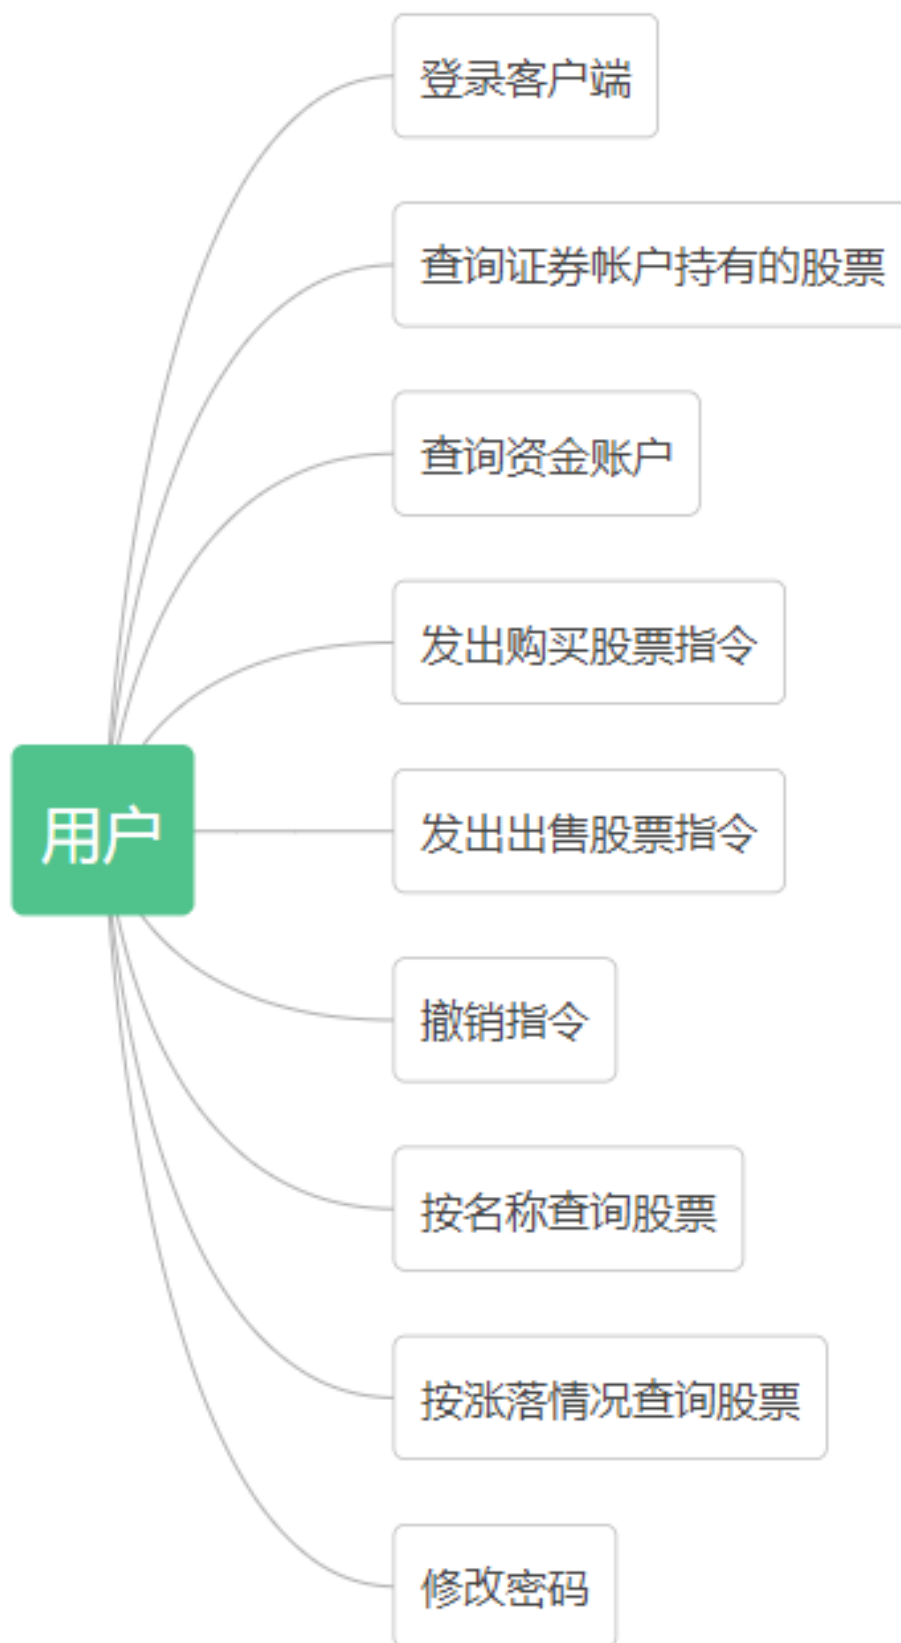 登录客户端
查询证券帐户持有的股票
查询资金账户
发出购买股票指令
用户
发出出售股票指令
撤销指令
按名称查询股票
按涨落情况查询股票
修改密码